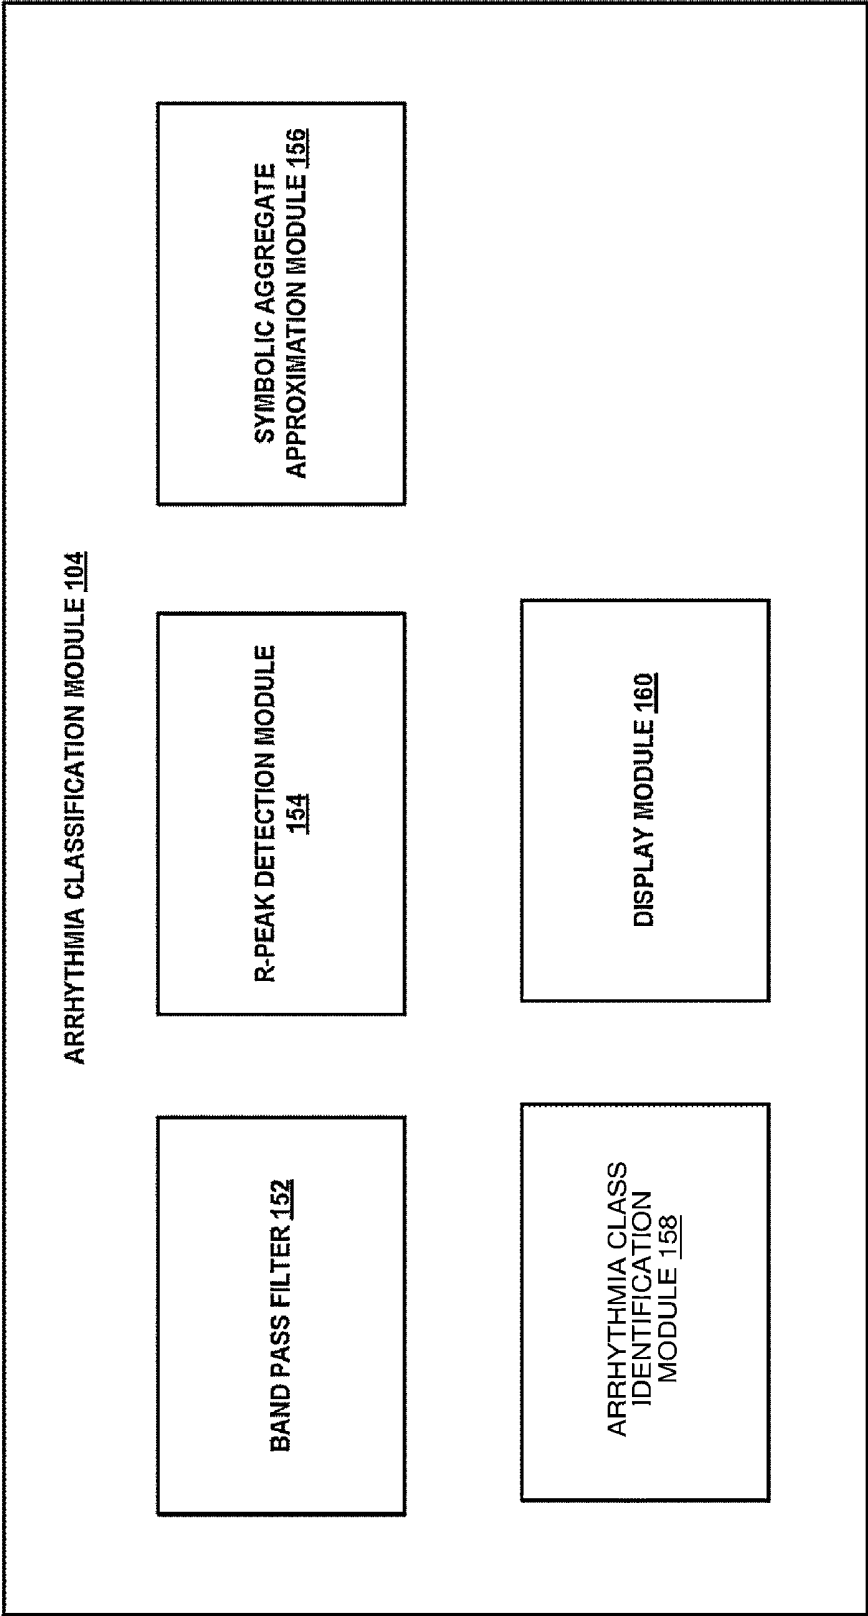 ARRHYTHMIA CLASSIFICATION MODULE 104
BAND PASS FILTER 152
R-PEAK DETECTION MODULE
154
SYMBOLIC AGGREGATE
APPROXIMATION MODULE 156
ARRHYTHMIA CLASS
IDENTIFICATION
MODULE 158
DISPLAY MODULE 160